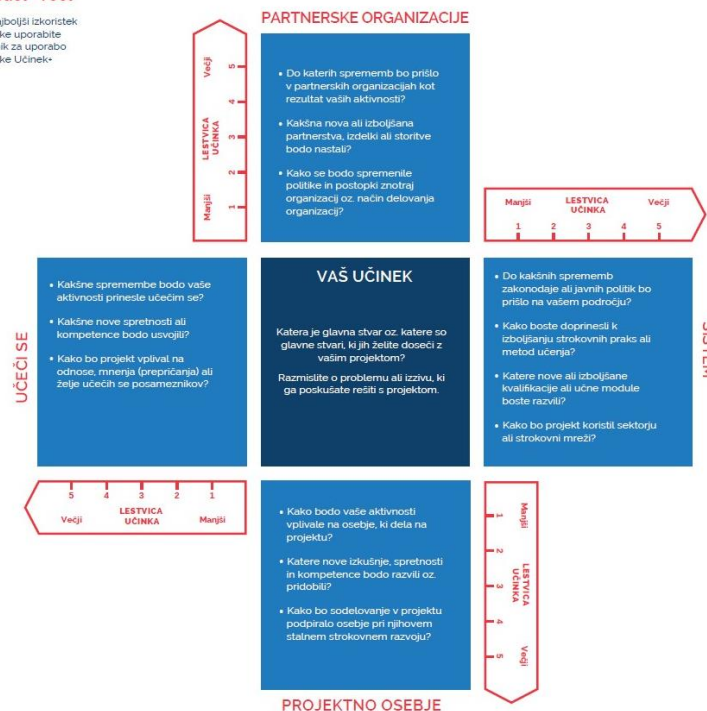 jboljši izkoristek
ke uporabite
ik za uporabo
ke Učinek+
PARTNERSKE ORGANIZACIJE
Večji
5
4
LESTVICA
UČINKA
3
2
Manjši
1
• Do katerih sprememb bo prišlo
v partnerskih organizacijah kot
rezultat vaših aktivnosti?
• Kakšna nova ali izboljšana
partnerstva, izdelki ali storitve
bodo nastali?
• Kako se bodo spremenile
politike in postopki znotraj
organizacij oz. način delovanja
organizacij?
Manjši LESTVICA UČINKA Večji
1 2 3 4 5
UČEČI SE
• Kakšne spremembe bodo vaše
aktivnosti prinesle učečim se?
• Kakšne nove spretnosti ali
kompetence bodo usvojili?
• Kako bo projekt vplival na
odnose, mnenja (prepričanja) ali
želje učečih se posameznikov?
VAŠ UČINEK
Katera je glavna stvar oz. katere so
glavne stvari, ki jih želite doseči z
vašim projektom?
Razmislite o problemu ali izzivu, ki
ga poskušate rešiti s projektom.
• Do kakšnih sprememb
zakonodaje ali javnih politik bo
prišlo na vašem področju?
• Kako boste doprinesli k
izboljšanju strokovnih praks ali
metod učenja?
• Katere nove ali izboljšane
kvalifikacije ali učne module
boste razvili?
• Kako bo projekt koristil sektorju
ali strokovni mreži?
5 4 3 2 1
Večji LESTVICA UČINKA Manjši
• Kako bodo vaše aktivnosti
vplivale na osebje, ki dela na
projektu?
• Katere nove izkušnje, spretnosti
in kompetence bodo razvili oz.
pridobili?
• Kako bo sodelovanje v projektu
podpiralo osebje pri njihovem
stalnem strokovnem razvoju?
Manjši
1
2
LESTVICA
UČINKA
3
4
Večji
5
PROJEKTNO OSEBJE